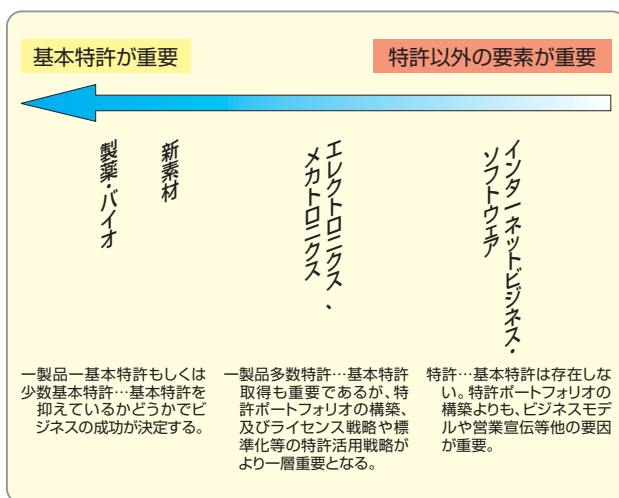 基本特許が重要
特許以外の要素が重要
製薬・バイオ
新素材
エレクトロニクス、
メカトロニクス
インターネットビジネス・
ソフトウェア
一製品一基本特許もしくは
少数基本特許…基本特許を
抑えているかどうかでビ
ジネスの成功が決定する。
一製品多数特許…基本特許
取得も重要であるが、特
許ポートフォリオの構築、
及びライセンス戦略や標
準化等の特許活用戦略が
より一層重要となる。
特許…基本特許は存在しな
い。特許ポートフォリオの
構築よりも、ビジネスモデ
ルや営業宣伝等他の要因
が重要。